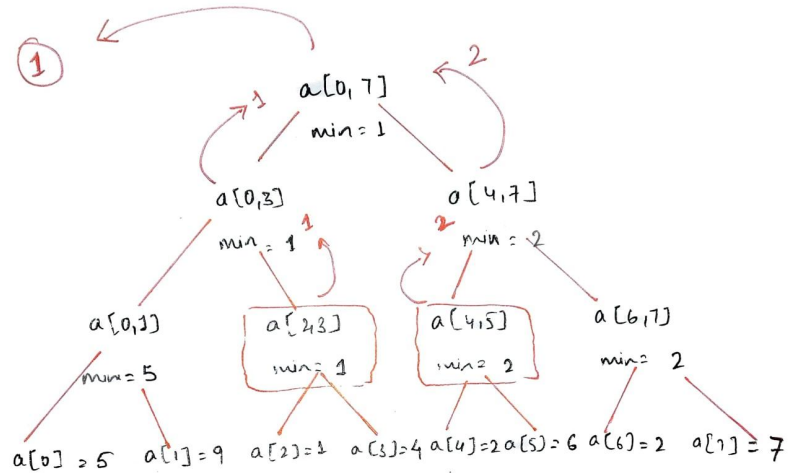 1
2
a[0,7]
1
min = 1
a[0,3]
a[4,7]
1
2
min = 1
min = 2
a[0,1]
a[2,3]
a[4,5]
a[6,7]
min = 5
min = 1
min = 2
min = 2
a[0] = 5
a[1] = 9
a[2] = 1
a[3] = 4
a[4] = 2
a[5] = 6
a[6] = 2
a[7] = 7